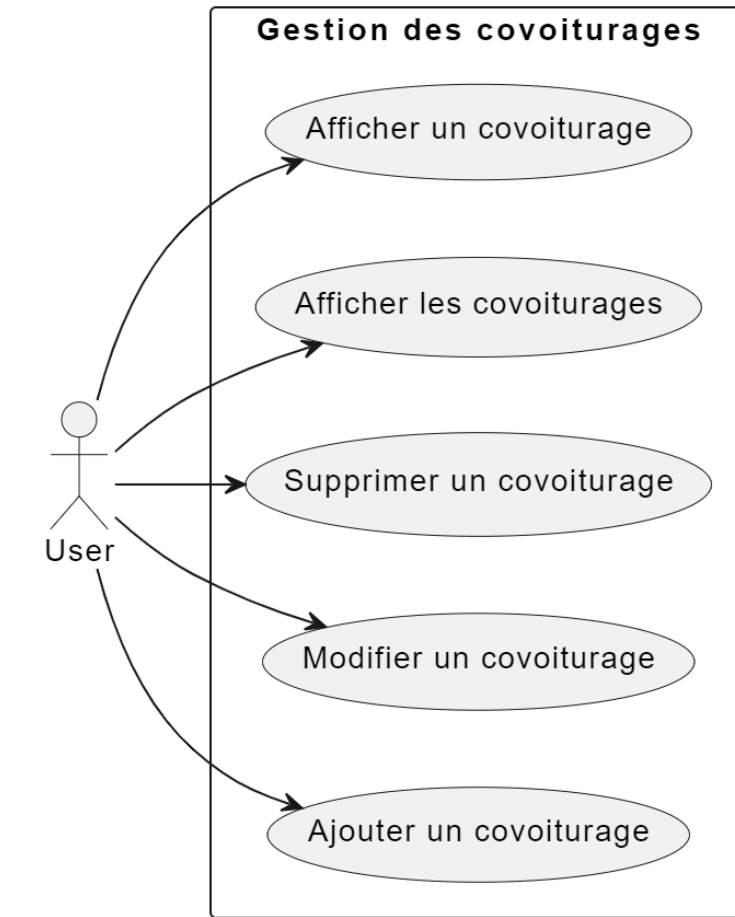 Gestion des covoiturages
Afficher un covoiturage
Afficher les covoiturages
Supprimer un covoiturage
User
Modifier un covoiturage
Ajouter un covoiturage